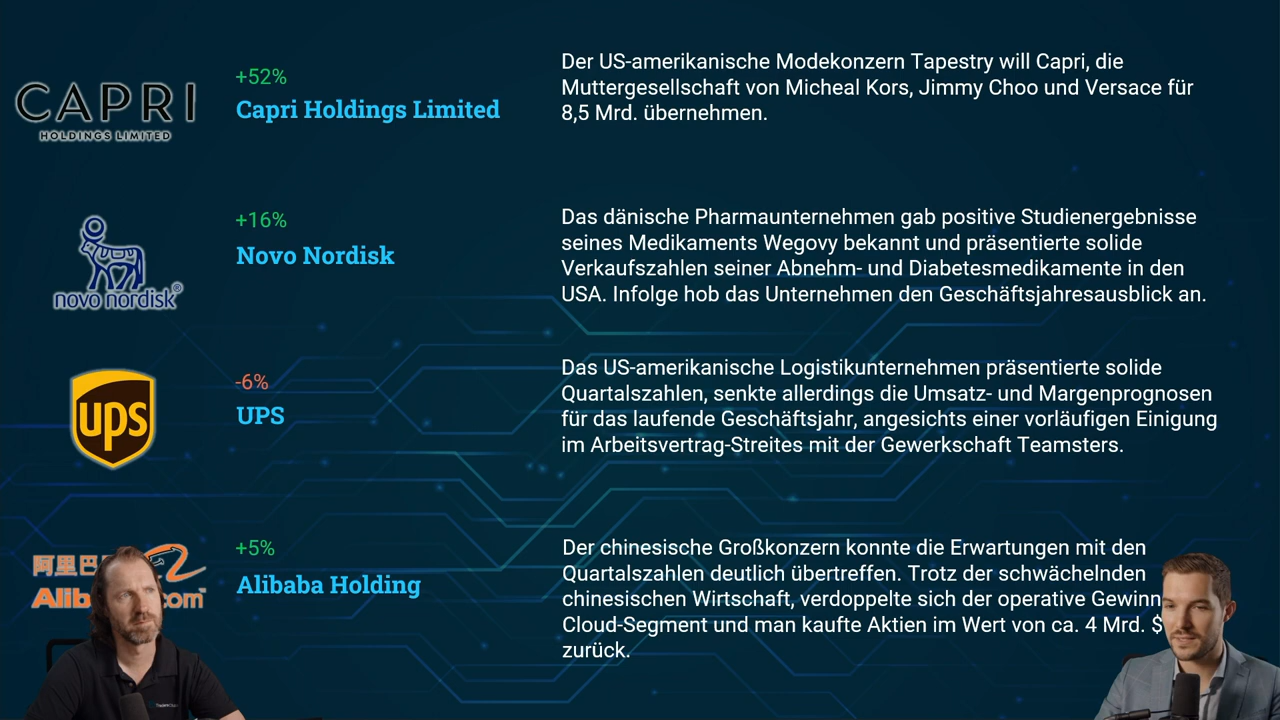 CAPRI
HOLDINGS LIMITED
+52%
Capri Holdings Limited
Der US-amerikanische Modekonzern Tapestry will Capri, die
Muttergesellschaft von Micheal Kors, Jimmy Choo und Versace für
8,5 Mrd. übernehmen.
novo nordisk®
+16%
Novo Nordisk
Das dänische Pharmaunternehmen gab positive Studienergebnisse
seines Medikaments Wegovy bekannt und präsentierte solide
Verkaufszahlen seiner Abnehm- und Diabetesmedikamente in den
USA. Infolge hob das Unternehmen den Geschäftsjahresausblick an.
ups
-6%
UPS
Das US-amerikanische Logistikunternehmen präsentierte solide
Quartalszahlen, senkte allerdings die Umsatz- und Margenprognosen
für das laufende Geschäftsjahr, angesichts einer vorläufigen Einigung
im Arbeitsvertrag-Streites mit der Gewerkschaft Teamsters.
阿里巴
Alib com
+5%
Alibaba Holding
Der chinesische Großkonzern konnte die Erwartungen mit den
Quartalszahlen deutlich übertreffen. Trotz der schwächelnden
chinesischen Wirtschaft, verdoppelte sich der operative Gewinn
Cloud-Segment und man kaufte Aktien im Wert von ca. 4 Mrd. $
zurück.